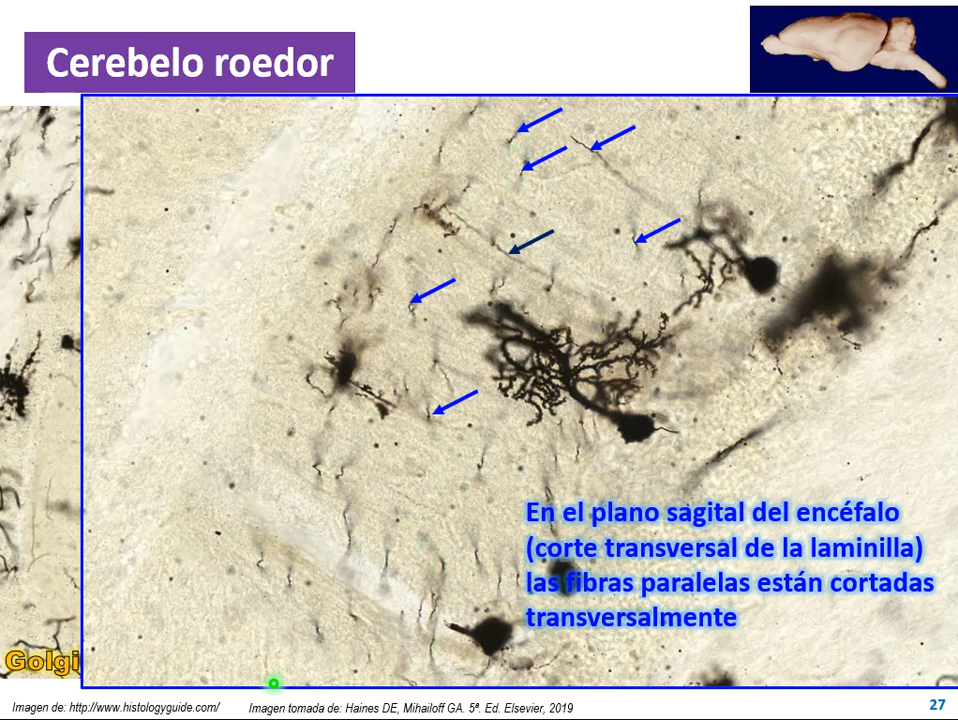 Cerebelo roedor
En el plano sagital del encéfalo
(corte transversal de la laminilla)
las fibras paralelas están cortadas
transversalmente
Golgi
Imagen de: http://www.histologyguide.com/
Imagen tomada de: Haines DE, Mihailoff GA. 5ª. Ed. Elsevier, 2019
27